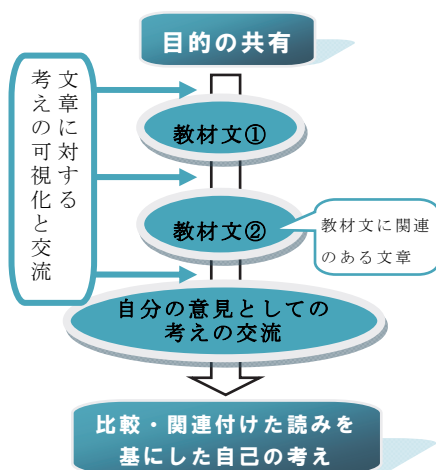 目的の共有
文章に対する
考えの可視化と交流
教材文①
教材文②
教材文に関連
のある文章
自分の意見としての
考えの交流
比較・関連付けた読みを
基にした自己の考え